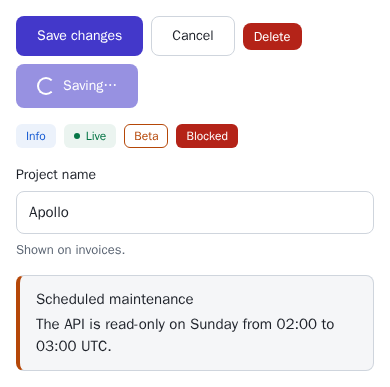 Save changes Cancel Delete
Saving⋯
Info Live Beta Blocked
Project name
Apollo
Shown on invoices.
Scheduled maintenance
The API is read-only on Sunday from 02:00 to
03:00 UTC.